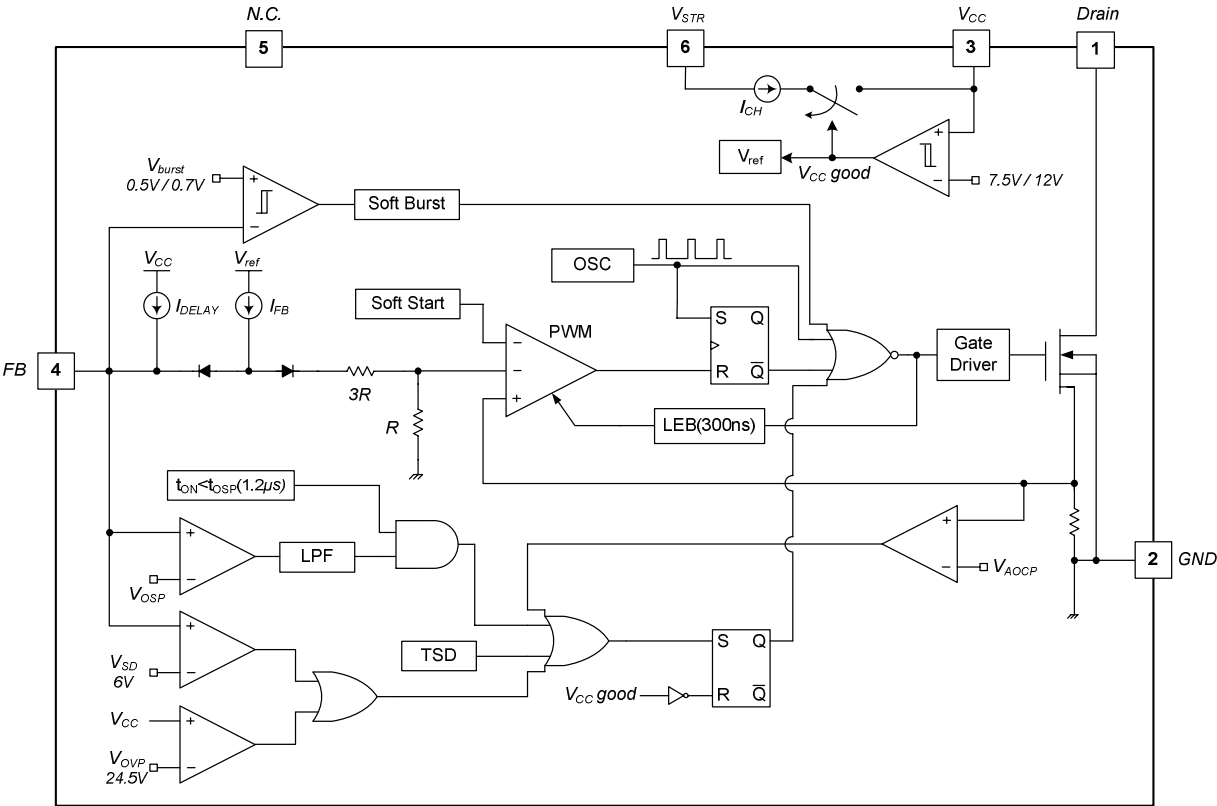 N.C.
5
VSTR
6
VCC
3
Drain
1
ICH
+
−
7.5V / 12V
Vref
VCC good
Vburst
0.5V / 0.7V
+
−
Soft Burst
VCC
Vref
IDELAY
IFB
OSC
Soft Start
PWM
−
−
+
S Q
R Q̅
Gate
Driver
FB
4
3R
R
LEB(300ns)
tON<tOSP(1.2µs)
+
−
VOSP
LPF
+
−
VAOCP
2
GND
+
−
VSD
6V
TSD
S Q
R Q̅
VCC good
VCC
+
−
VOVP
24.5V